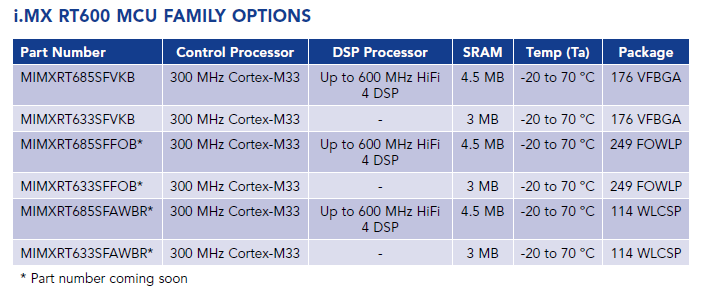 i.MX RT600 MCU FAMILY OPTIONS
Part Number Control Processor DSP Processor SRAM Temp (Ta) Package
MIMXRT685SFVKB 300 MHz Cortex-M33 Up to 600 MHz HiFi 4.5 MB -20 to 70 ºC 176 VFBGA
4 DSP
MIMXRT633SFVKB 300 MHz Cortex-M33 - 3 MB -20 to 70 ºC 176 VFBGA
MIMXRT685SFFOB* 300 MHz Cortex-M33 Up to 600 MHz HiFi 4.5 MB -20 to 70 ºC 249 FOWLP
4 DSP
MIMXRT633SFFOB* 300 MHz Cortex-M33 - 3 MB -20 to 70 ºC 249 FOWLP
MIMXRT685SFAWBR* 300 MHz Cortex-M33 Up to 600 MHz HiFi 4.5 MB -20 to 70 ºC 114 WLCSP
4 DSP
MIMXRT633SFAWBR* 300 MHz Cortex-M33 - 3 MB -20 to 70 ºC 114 WLCSP
* Part number coming soon